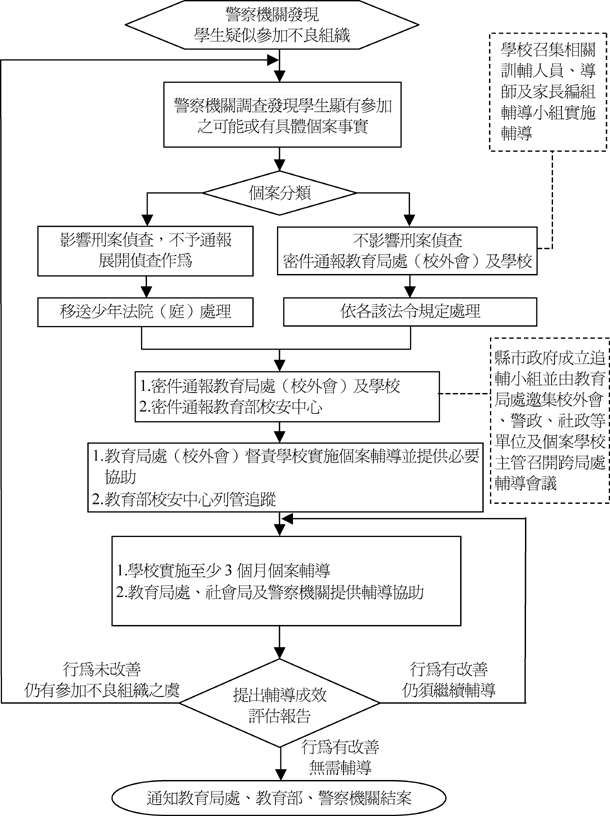 警察機關發現
學生疑似參加不良組織
學校召集相關
訓輔人員、導
師及家長編組
輔導小組實施
輔導
警察機關調查發現學生顯有參加
之可能或有具體個案事實
個案分類
影響刑案偵查，不予通報
展開偵查作為
不影響刑案偵查
密件通報教育局處（校外會）及學校
移送少年法院（庭）處理
依各該法令規定處理
1.密件通報教育局處（校外會）及學校
2.密件通報教育部校安中心
縣市政府成立追
輔小組並由教育
局處邀集校外會
、警政、社政等
單位及個案學校
主管召開跨局處
輔導會議
1.教育局處（校外會）督責學校實施個案輔導並提供必要
協助
2.教育部校安中心列管追蹤
1.學校實施至少 3 個月個案輔導
2.教育局處、社會局及警察機關提供輔導協助
行為未改善
仍有參加不良組織之虞
提出輔導成效
評估報告
行為有改善
仍須繼續輔導
行為有改善
無需輔導
通知教育局處、教育部、警察機關結案